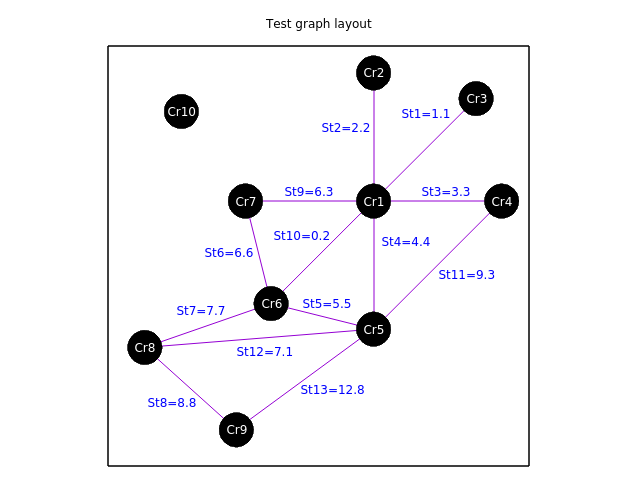 Test graph layout
Cr2
Cr3
Cr10
St1=1.1
St2=2.2
St9=6.3
St3=3.3
Cr7
Cr1
Cr4
St10=0.2
St4=4.4
St6=6.6
St11=9.3
Cr6
St5=5.5
St7=7.7
Cr5
Cr8
St12=7.1
St13=12.8
St8=8.8
Cr9